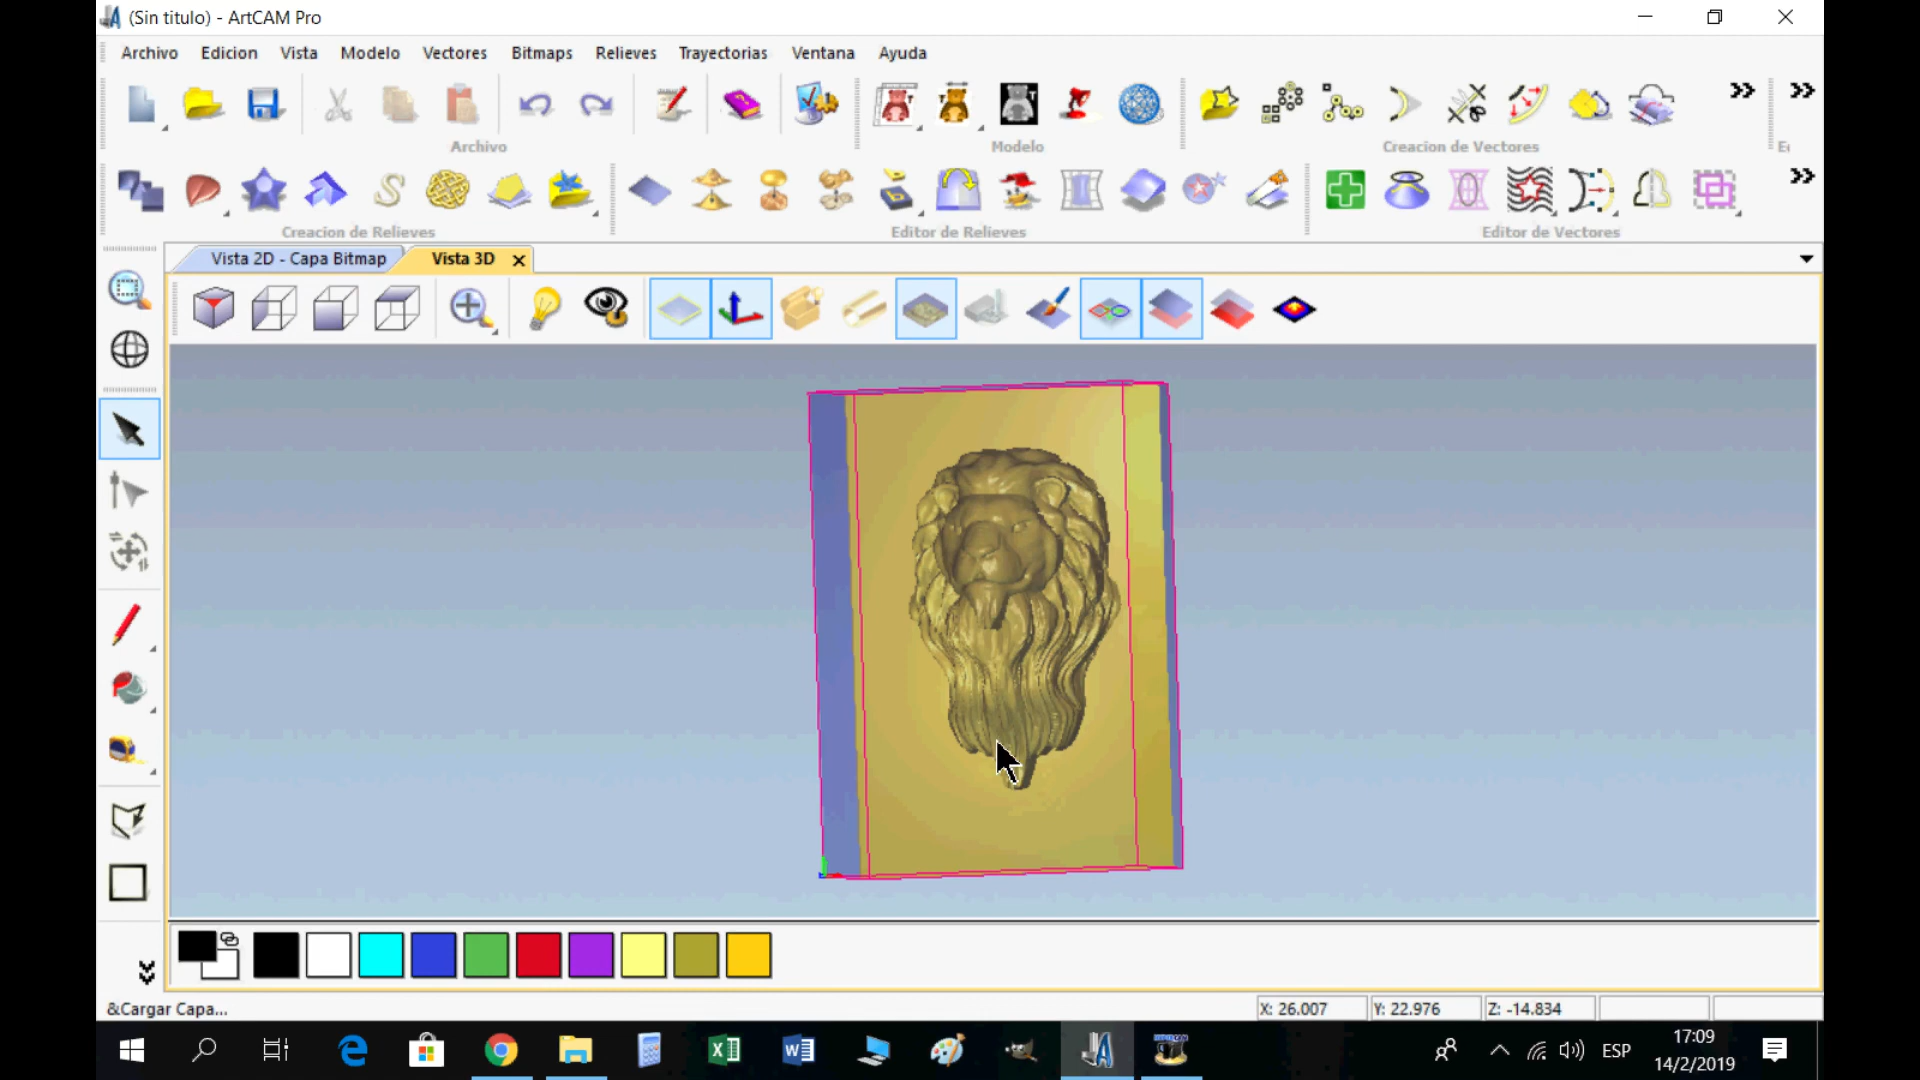 (Sin titulo) - ArtCAM Pro
Archivo Edicion Vista Modelo Vectores Bitmaps Relieves Trayectorias Ventana Ayuda
Archivo Modelo Creacion de Vectores
Creacion de Relieves Editor de Relieves Editor de Vectores
Vista 2D - Capa Bitmap Vista 3D
&Cargar Capa...
X: 26.007 Y: 22.976 Z: -14.834
17:09
ESP
14/2/2019